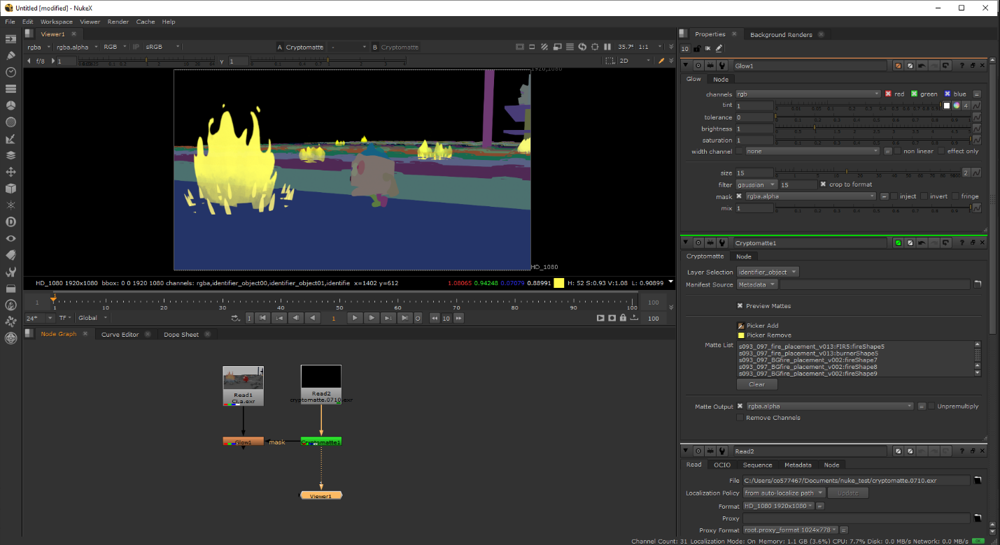 Untitled [modified] - NukeX
File Edit Workspace Viewer Render Cache Help
Viewer1
rgba rgba.alpha RGB IP sRGB A Cryptomatte - B Cryptomatte 35.7% 1:1
f/8 1 Y 1 2D
1920,1080
HD_1080
HD_1080 1920x1080 bbox: 0 0 1920 1080 channels: rgba,identifier_object00,identifier_object01,identifie x=1402 y=612 1.08065 0.94248 0.07079 0.88991 H: 52 S:0.93 V:1.08 L: 0.90899
1 1 10 20 30 40 50 60 70 80 90 100 100
24* TF Global 1 10 100
Node Graph Curve Editor Dope Sheet
Read1
Ci.a.exr
Read2
cryptomatte.0710.exr
Glow1
mask
Cryptomatte1
Viewer1
Properties Background Renders
10
Glow1
Glow Node
channels rgb red green blue
tint 1 4
tolerance 0
brightness 1
saturation 1
width channel none non linear effect only
size 15 2
filter gaussian 15 crop to format
mask rgba.alpha inject invert fringe
mix 1
Cryptomatte1
Cryptomatte Node
Layer Selection identifier_object
Manifest Source Metadata
Preview Mattes
Picker Add
Picker Remove
Matte List
s093_097_fire_placement_v013:FIR5:fireShape5
s093_097_fire_placement_v013:burnerShape5
s093_097_BGfire_placement_v002:fireShape7
s093_097_BGfire_placement_v002:fireShape8
s093_097_BGfire_placement_v002:fireShape9
Clear
Matte Output rgba.alpha Unpremultiply
Remove Channels
Read2
Read OCIO Sequence Metadata Node
File C:/Users/co577467/Documents/nuke_test/cryptomatte.0710.exr
Localization Policy from auto-localize path Update
Format HD_1080 1920x1080
Proxy
Proxy Format root.proxy_format 1024x778
Channel Count: 31 Localization Mode: On Memory: 1.1 GB (3.6%) CPU: 7.7% Disk: 0.0 MB/s Network: 0.0 MB/s OK